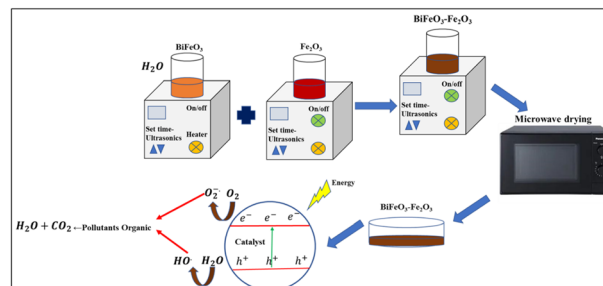 BiFeO₃
Fe₂O₃
BiFeO₃-Fe₂O₃
H₂O
On/off
Set time-
Ultrasonics
Heater
On/off
Set time-
Ultrasonics
On/off
Set time-
Ultrasonics
Microwave drying
Energy
O₂⁻· O₂
e⁻ e⁻ e⁻
BiFeO₃-Fe₂O₃
H₂O + CO₂ ←Pollutants Organic
Catalyst
HO· H₂O
h⁺ h⁺ h⁺